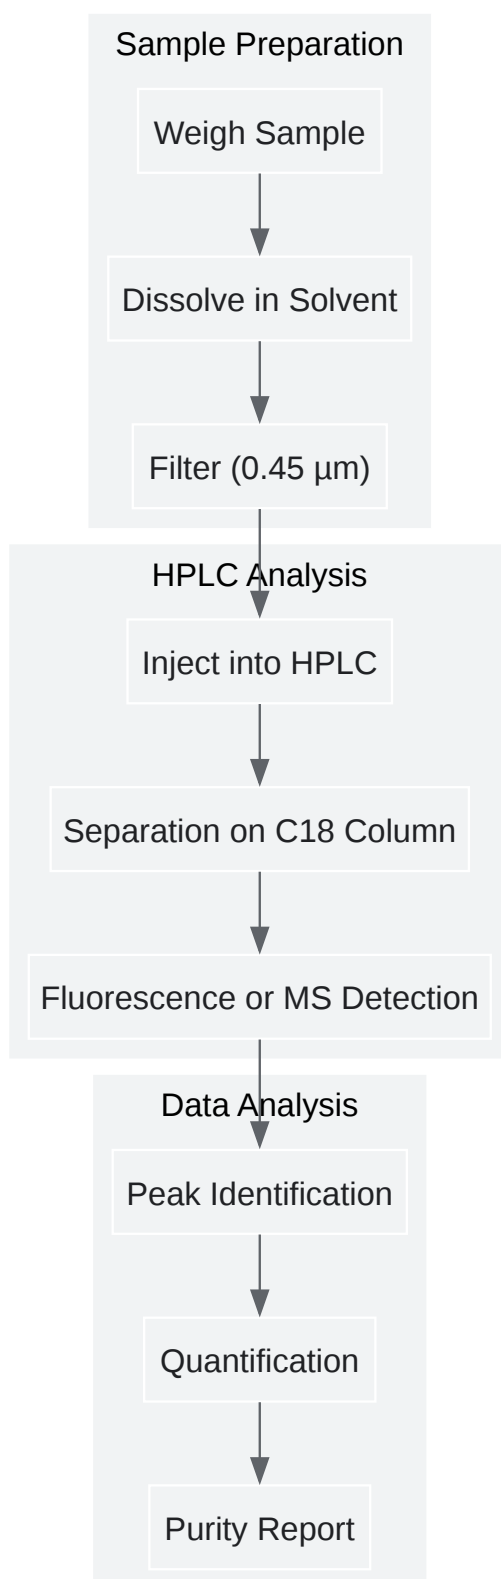 Sample Preparation
Weigh Sample
Dissolve in Solvent
Filter (0.45 µm)
HPLC Analysis
Inject into HPLC
Separation on C18 Column
Fluorescence or MS Detection
Data Analysis
Peak Identification
Quantification
Purity Report